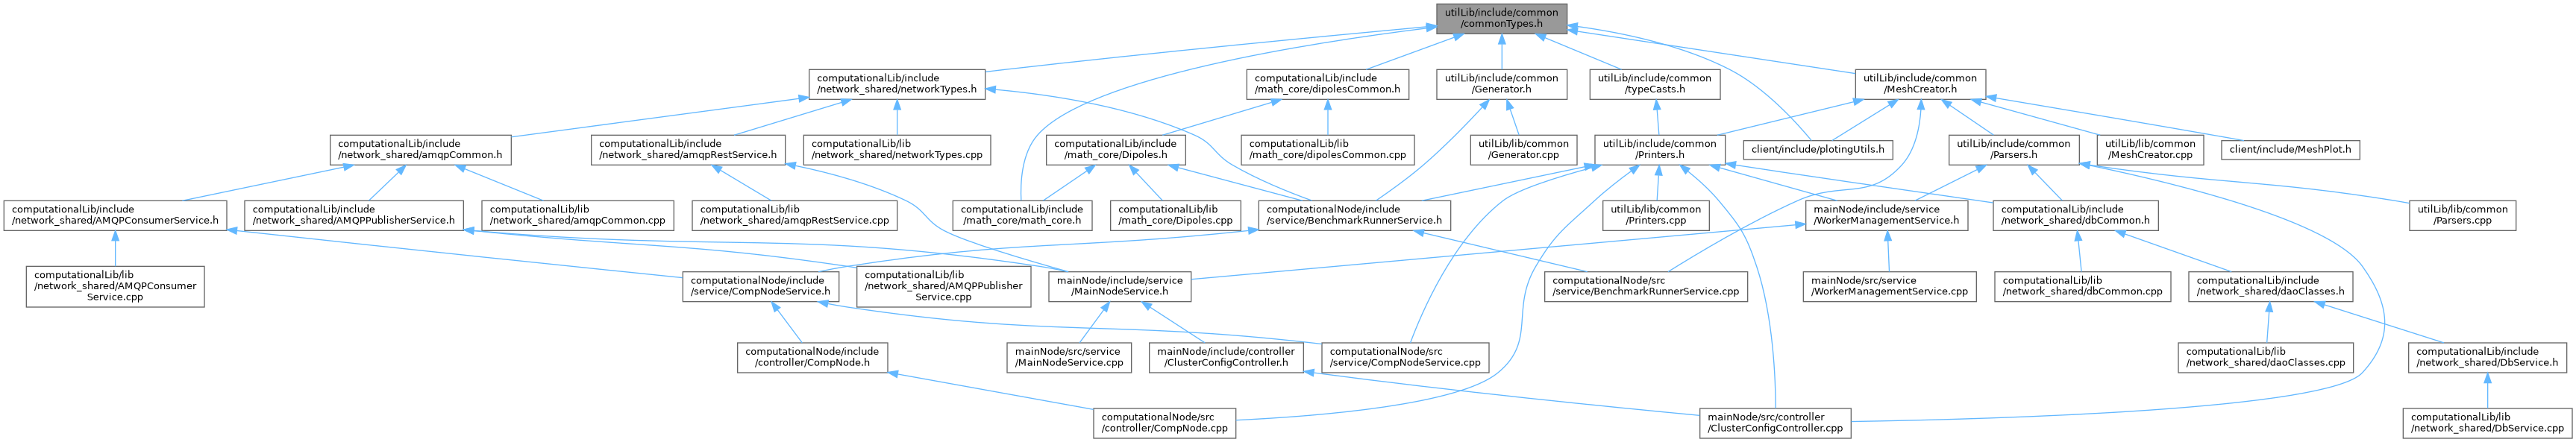 utilLib/include/common
/commonTypes.h
computationalLib/include
/network_shared/networkTypes.h
computationalLib/include
/math_core/dipolesCommon.h
utilLib/include/common
/Generator.h
utilLib/include/common
/typeCasts.h
utilLib/include/common
/MeshCreator.h
computationalLib/include
/network_shared/amqpCommon.h
computationalLib/include
/network_shared/amqpRestService.h
computationalLib/lib
/network_shared/networkTypes.cpp
computationalLib/include
/math_core/Dipoles.h
computationalLib/lib
/math_core/dipolesCommon.cpp
utilLib/lib/common
/Generator.cpp
utilLib/include/common
/Printers.h
client/include/plotingUtils.h
utilLib/include/common
/Parsers.h
utilLib/lib/common
/MeshCreator.cpp
client/include/MeshPlot.h
computationalLib/include
/network_shared/AMQPConsumerService.h
computationalLib/include
/network_shared/AMQPPublisherService.h
computationalLib/lib
/network_shared/amqpCommon.cpp
computationalLib/lib
/network_shared/amqpRestService.cpp
computationalLib/include
/math_core/math_core.h
computationalLib/lib
/math_core/Dipoles.cpp
computationalNode/include
/service/BenchmarkRunnerService.h
utilLib/lib/common
/Printers.cpp
mainNode/include/service
/WorkerManagementService.h
computationalLib/include
/network_shared/dbCommon.h
utilLib/lib/common
/Parsers.cpp
computationalLib/lib
/network_shared/AMQPConsumer
Service.cpp
computationalNode/include
/service/CompNodeService.h
computationalLib/lib
/network_shared/AMQPPublisher
Service.cpp
mainNode/include/service
/MainNodeService.h
computationalNode/src
/service/BenchmarkRunnerService.cpp
mainNode/src/service
/WorkerManagementService.cpp
computationalLib/lib
/network_shared/dbCommon.cpp
computationalLib/include
/network_shared/daoClasses.h
computationalNode/include
/controller/CompNode.h
mainNode/src/service
/MainNodeService.cpp
mainNode/include/controller
/ClusterConfigController.h
computationalNode/src
/service/CompNodeService.cpp
computationalLib/lib
/network_shared/daoClasses.cpp
computationalLib/include
/network_shared/DbService.h
computationalNode/src
/controller/CompNode.cpp
mainNode/src/controller
/ClusterConfigController.cpp
computationalLib/lib
/network_shared/DbService.cpp